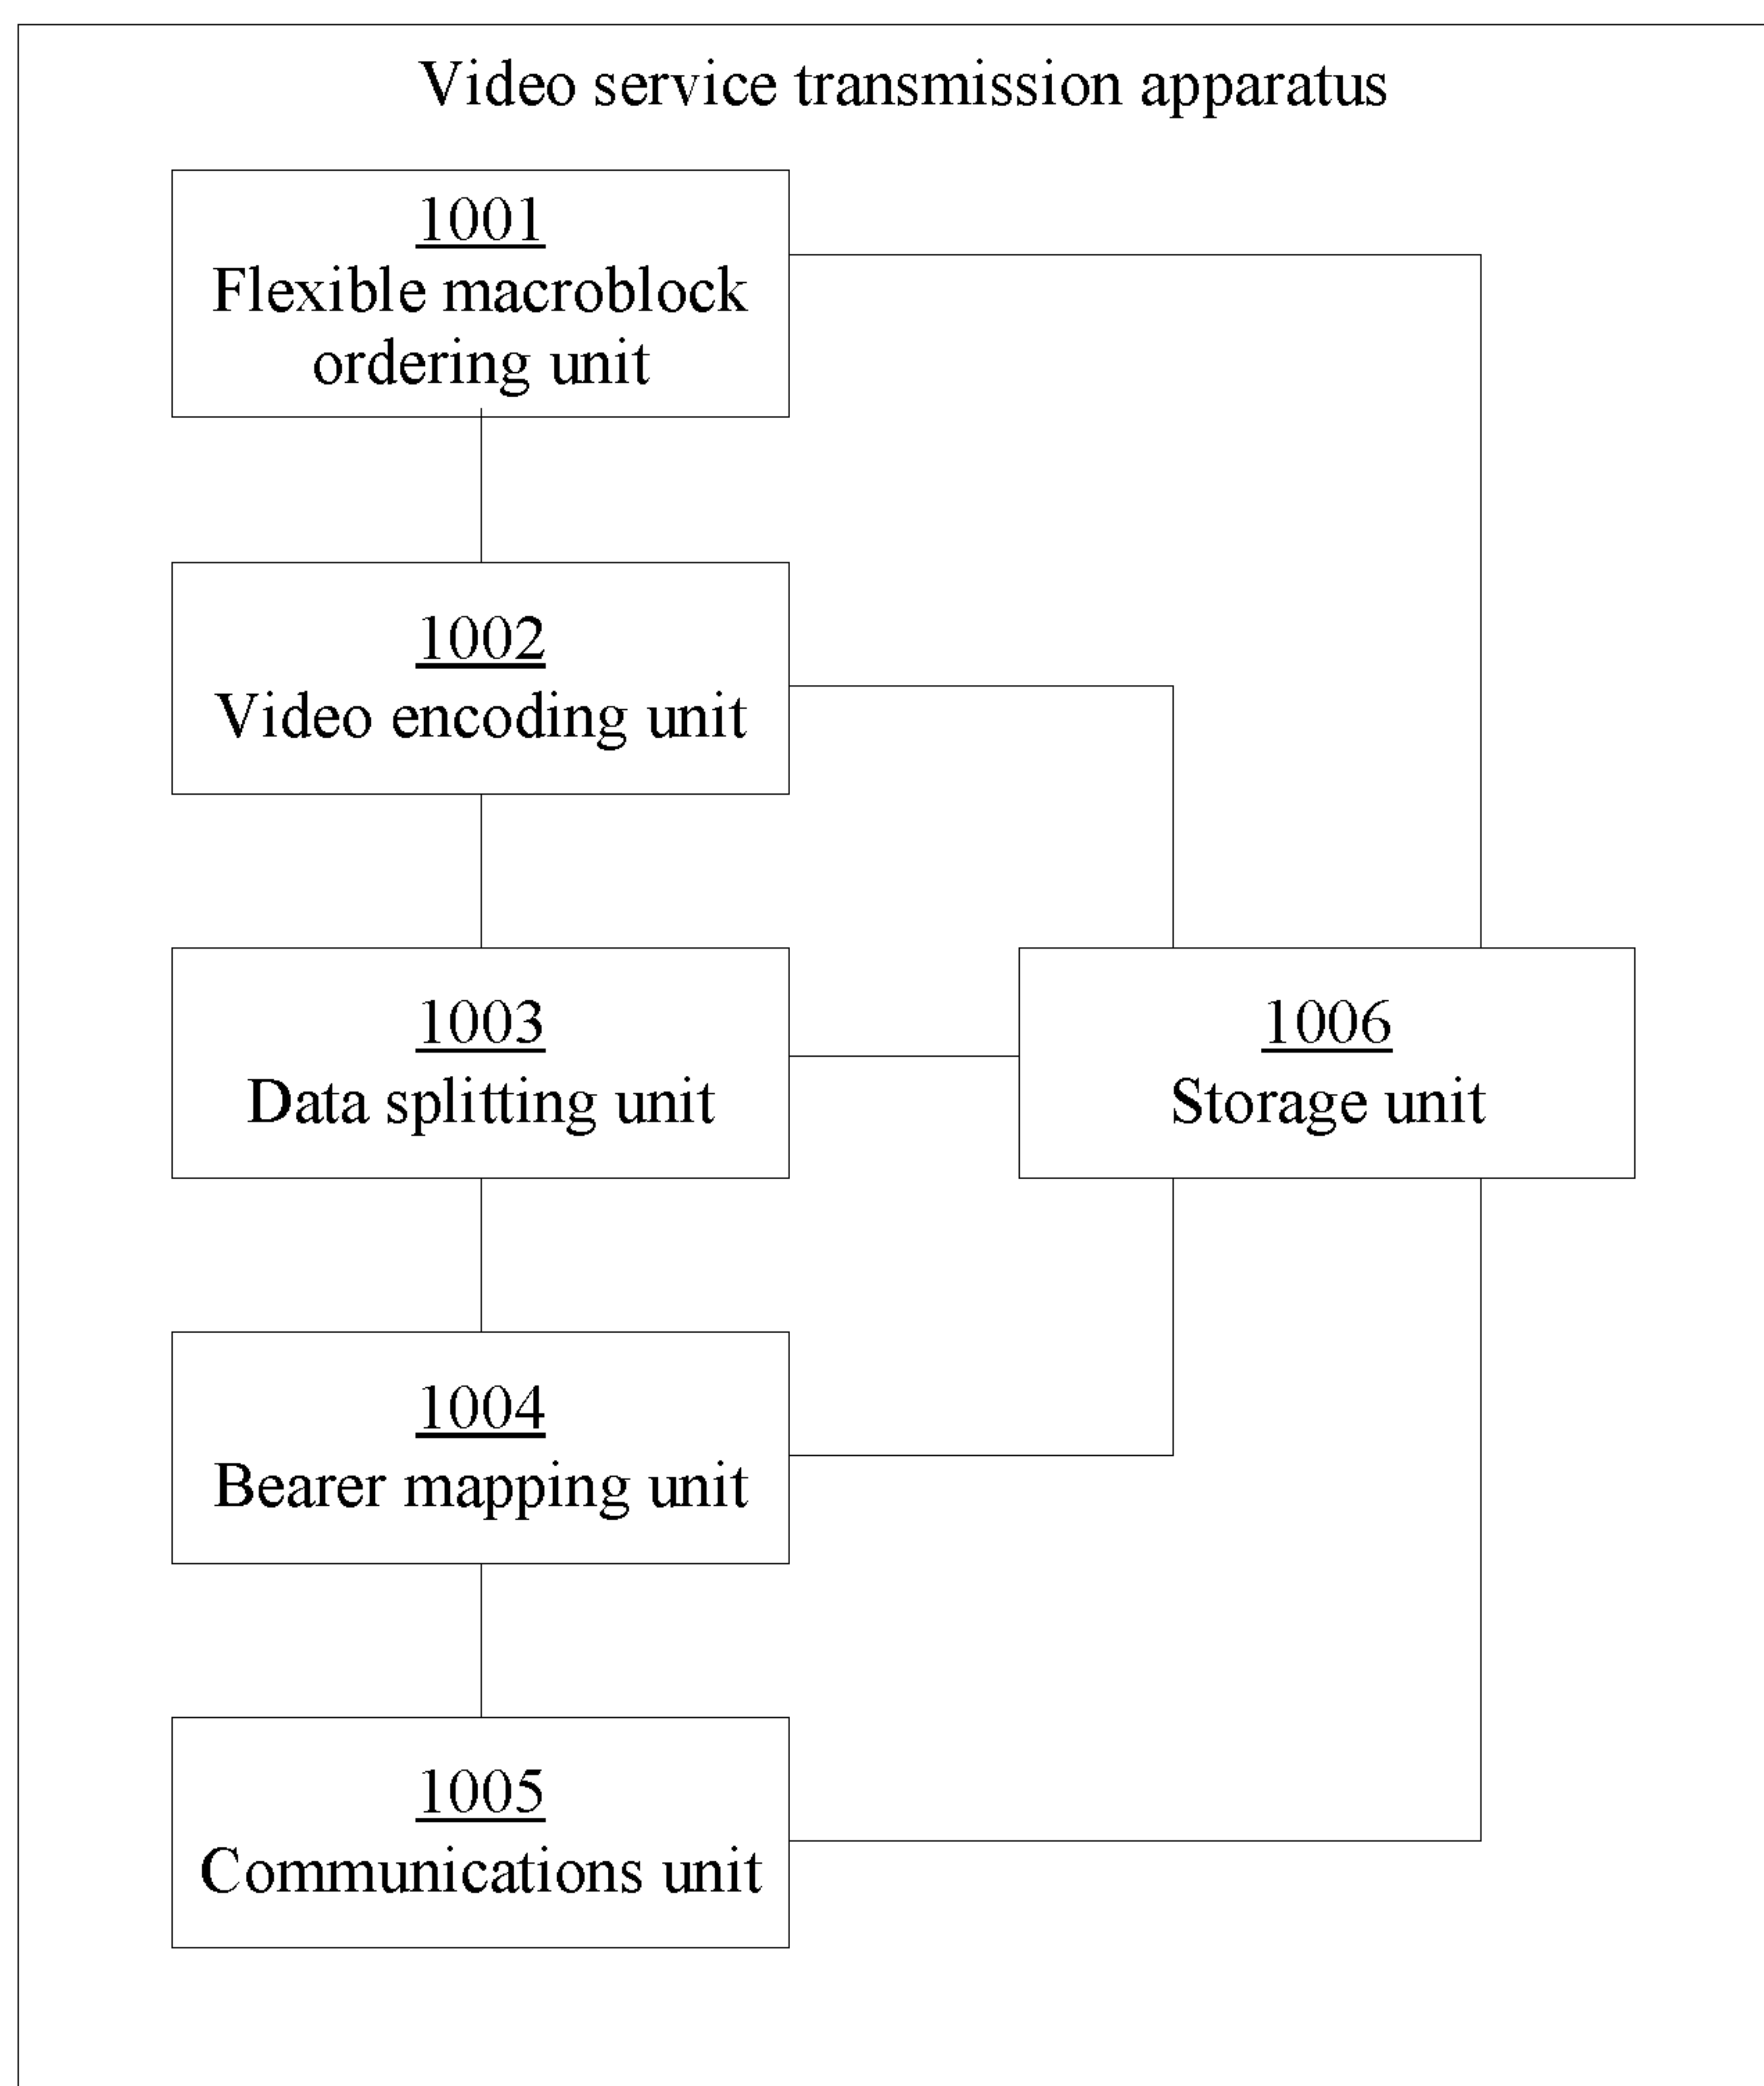 Video service transmission apparatus
1001
Flexible macroblock
ordering unit
1002
Video encoding unit
1003
Data splitting unit
1006
Storage unit
1004
Bearer mapping unit
1005
Communications unit